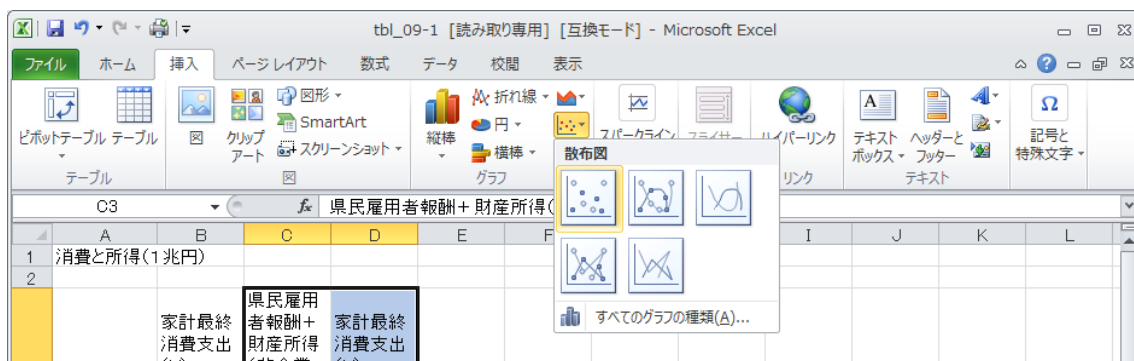 tbl_09-1 [読み取り専用] [互換モード] - Microsoft Excel
ファイル ホーム 挿入 ページ レイアウト 数式 データ 校閲 表示
ピボットテーブル テーブル
テーブル
図
クリップ
アート
図形
SmartArt
スクリーンショット
図
縦棒
折れ線
円
横棒
グラフ
スパークライン
スライサー
ハイパーリンク
リンク
テキスト
ボックス
ヘッダーと
フッター
テキスト
記号と
特殊文字
散布図
すべてのグラフの種類(A)...
C3 fx 県民雇用者報酬+財産所得(
A B C D E F I J K L
1 消費と所得(1兆円)
2
家計最終
消費支出
県民雇用
者報酬+
財産所得
家計最終
消費支出